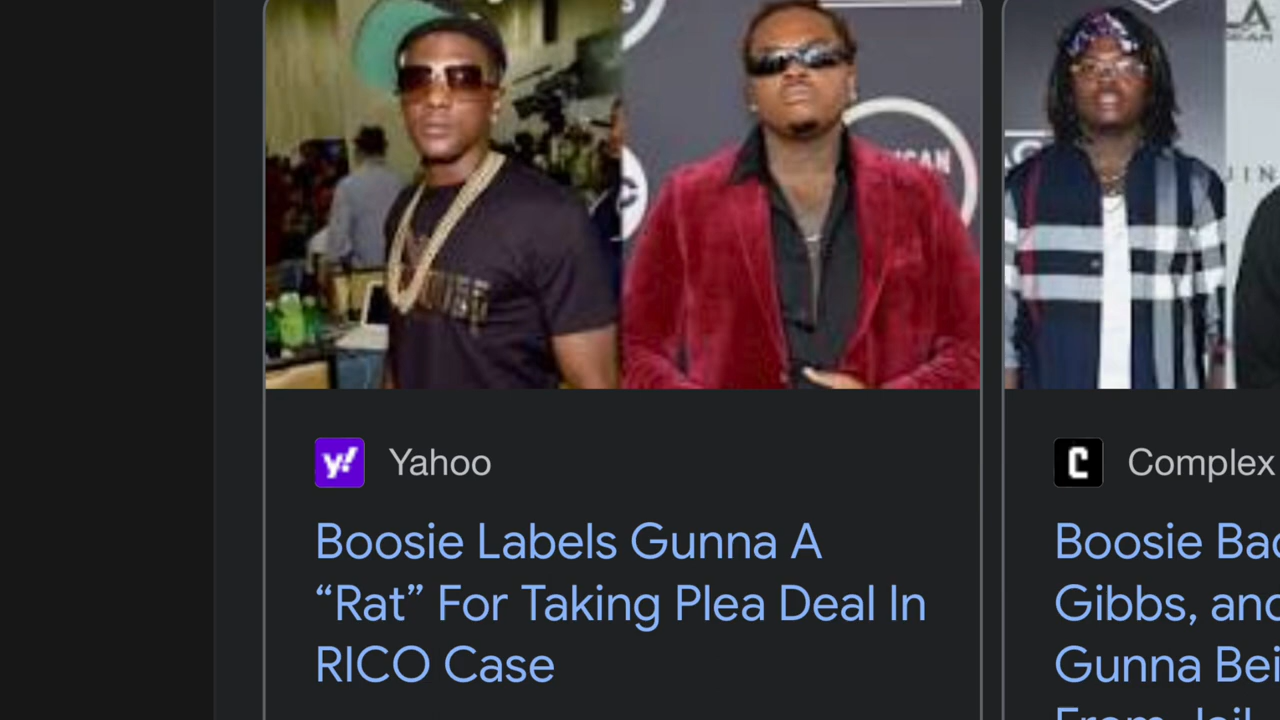 Yahoo
Boosie Labels Gunna A
“Rat” For Taking Plea Deal In
RICO Case
Complex
Boosie
Gibbs,
Gunna